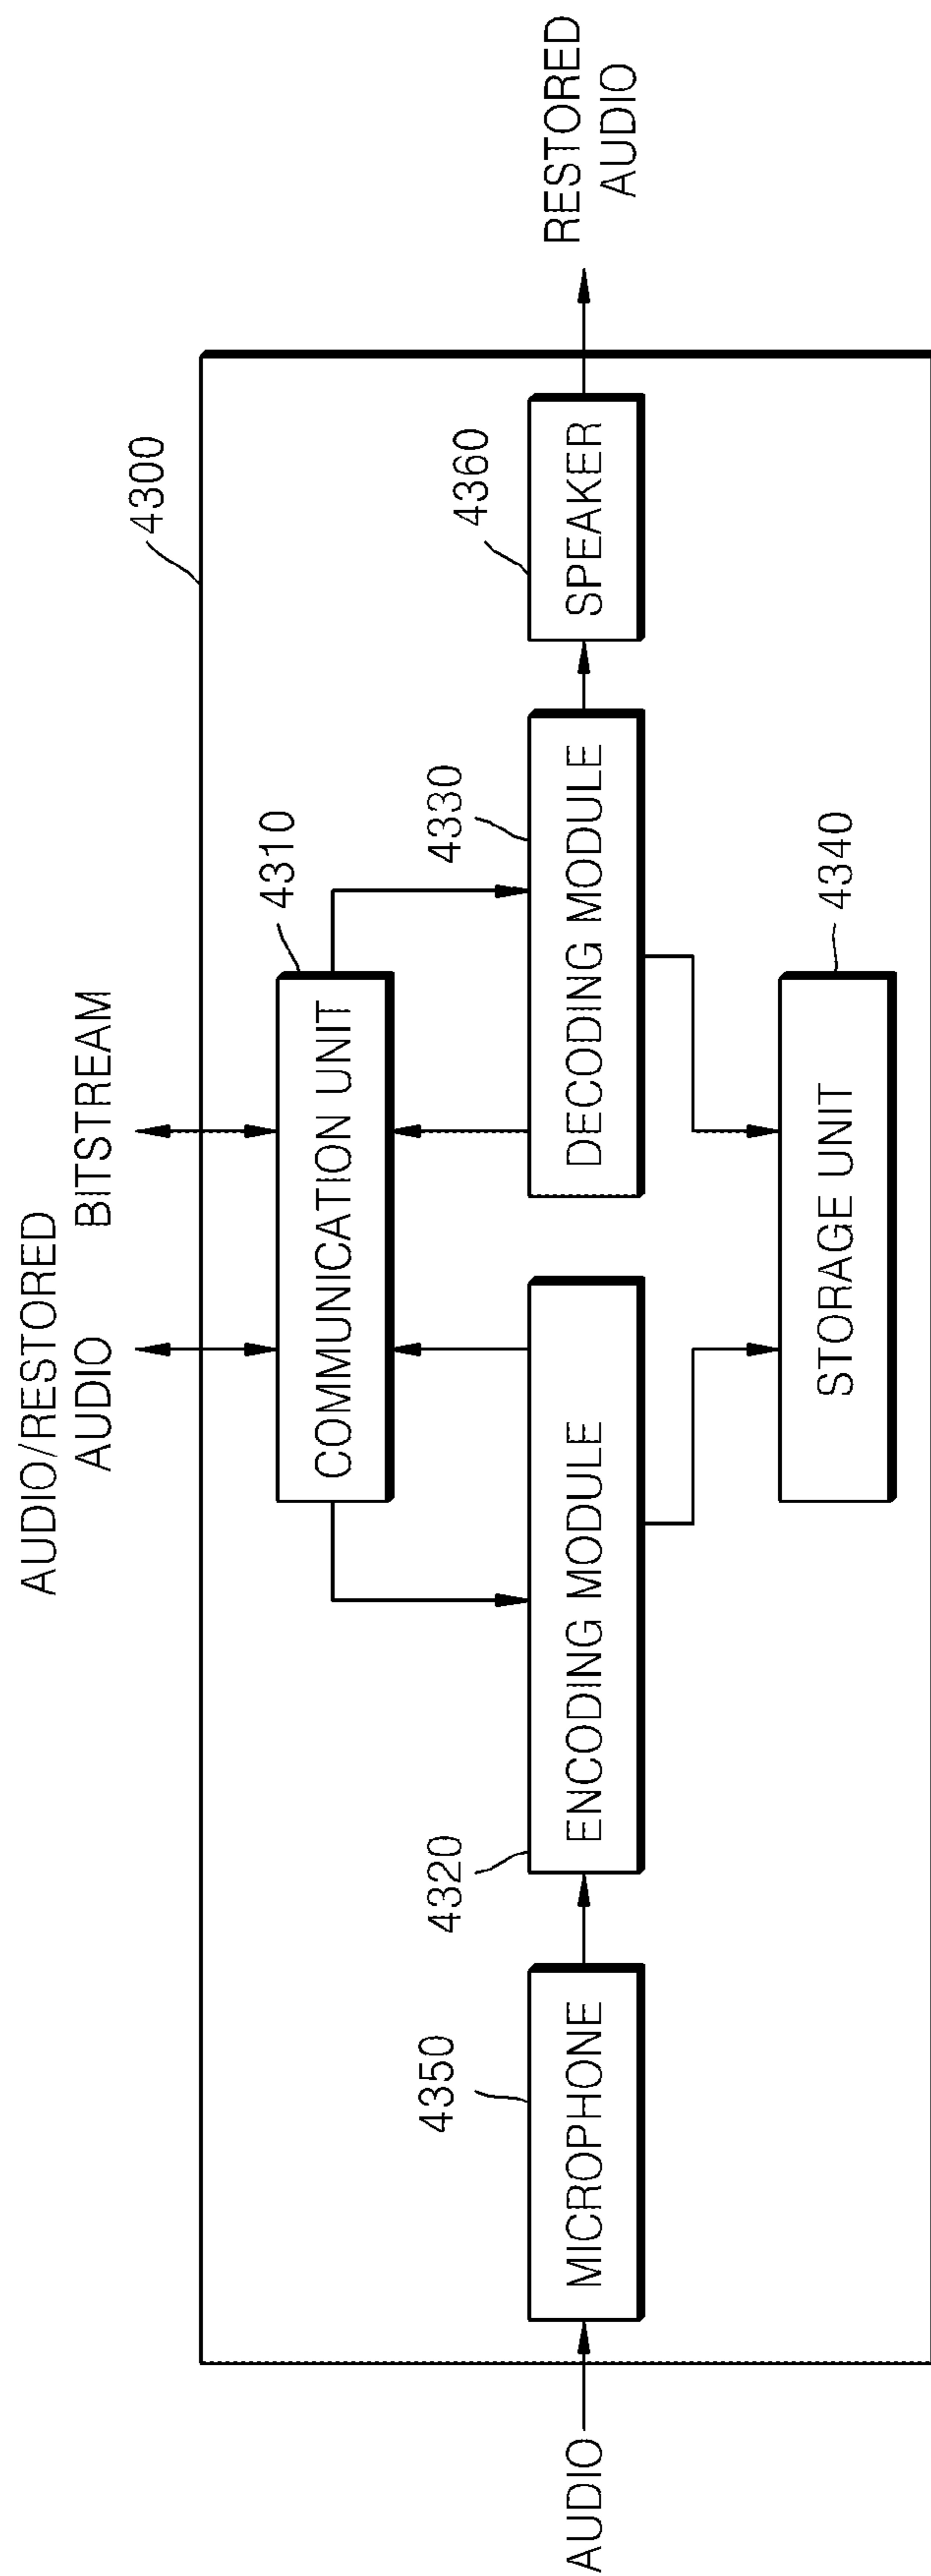 AUDIO/RESTORED
AUDIO
BITSTREAM
4300
4310
COMMUNICATION UNIT
4350
4320
4330
4360
AUDIO
MICROPHONE
ENCODING MODULE
DECODING MODULE
SPEAKER
RESTORED
AUDIO
STORAGE UNIT
4340